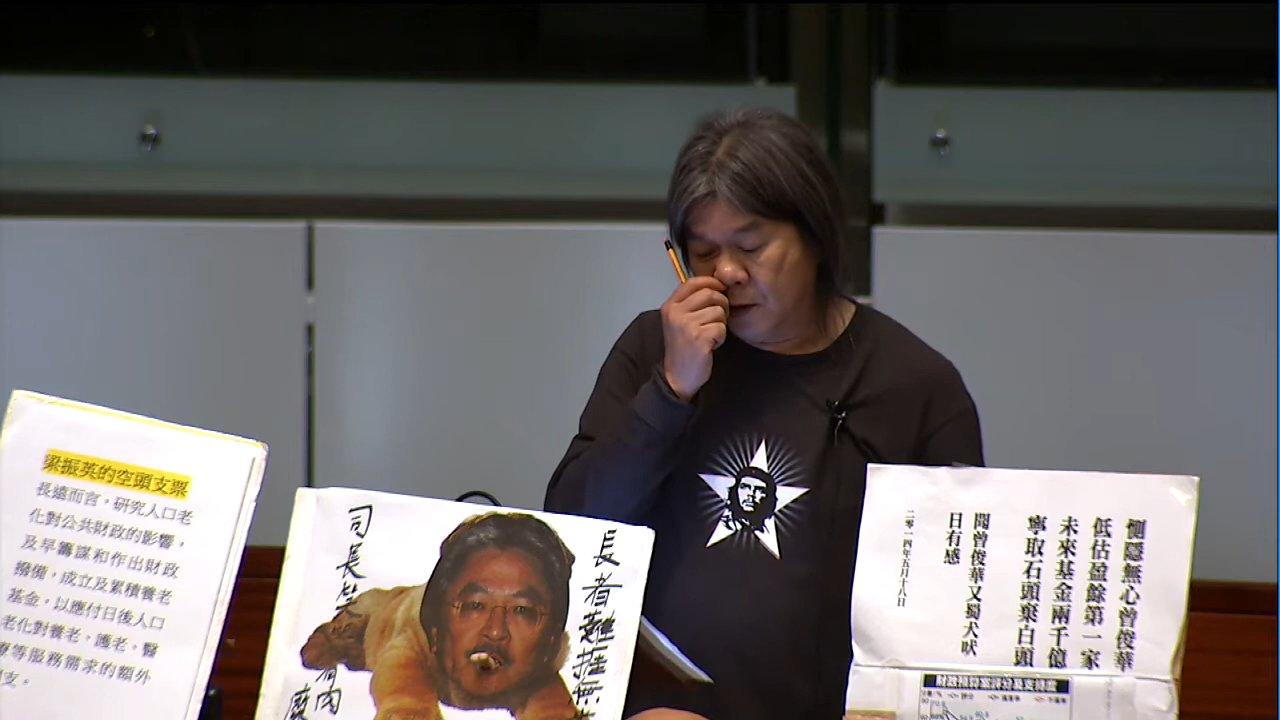 梁振英的空頭支票
長遠而言，研究人口老
化對公共財政的影響，
及早籌謀和作出財政
撥備，成立及累積養老
基金，以應付日後人口
老化對養老，護老，醫
療等服務需求的額外
支。
長者難捱無
司長笑
肉
惻隱無心曾俊華
低估盈餘第一家
未來基金兩千億
寧取石頭棄白頭
聞曾俊華又蜀犬吠
日有感
二零一四年五月十八日
財政預算案評分及支持度